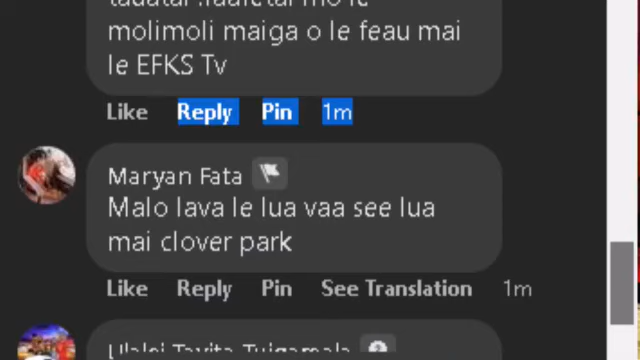 molimoli maiga o le feau mai
le EFKS Tv
Like Reply Pin 1m
Maryan Fata
Malo lava le lua vaa see lua
mai clover park
Like Reply Pin See Translation 1m